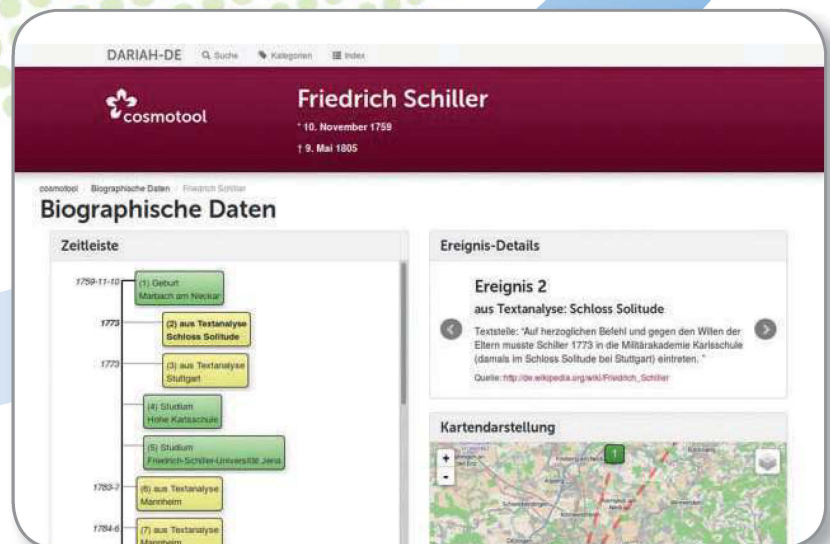 DARIAH-DE Suche Kategorien Index
cosmotool
Friedrich Schiller
* 10. November 1759
† 9. Mai 1805
cosmotool Biographische Daten Friedrich Schiller
Biographische Daten
Zeitleiste
1759-11-10
(1) Geburt
Marbach am Neckar
1773
(2) aus Textanalyse
Schloss Solitude
1773
(3) aus Textanalyse
Stuttgart
(4) Studium
Hohe Karlsschule
(5) Studium
Friedrich-Schiller-Universität Jena
1783-7
(6) aus Textanalyse
Mannheim
1784-6
(7) aus Textanalyse
Mannheim
Ereignis-Details
Ereignis 2
aus Textanalyse: Schloss Solitude
Textstelle: "Auf herzoglichen Befehl und gegen den Willen der
Eltern musste Schiller 1773 in die Militärakademie Karlsschule
(damals im Schloss Solitude bei Stuttgart) eintreten. "
Quelle: http://de.wikipedia.org/wiki/Friedrich_Schiller
Kartendarstellung
+
-
1